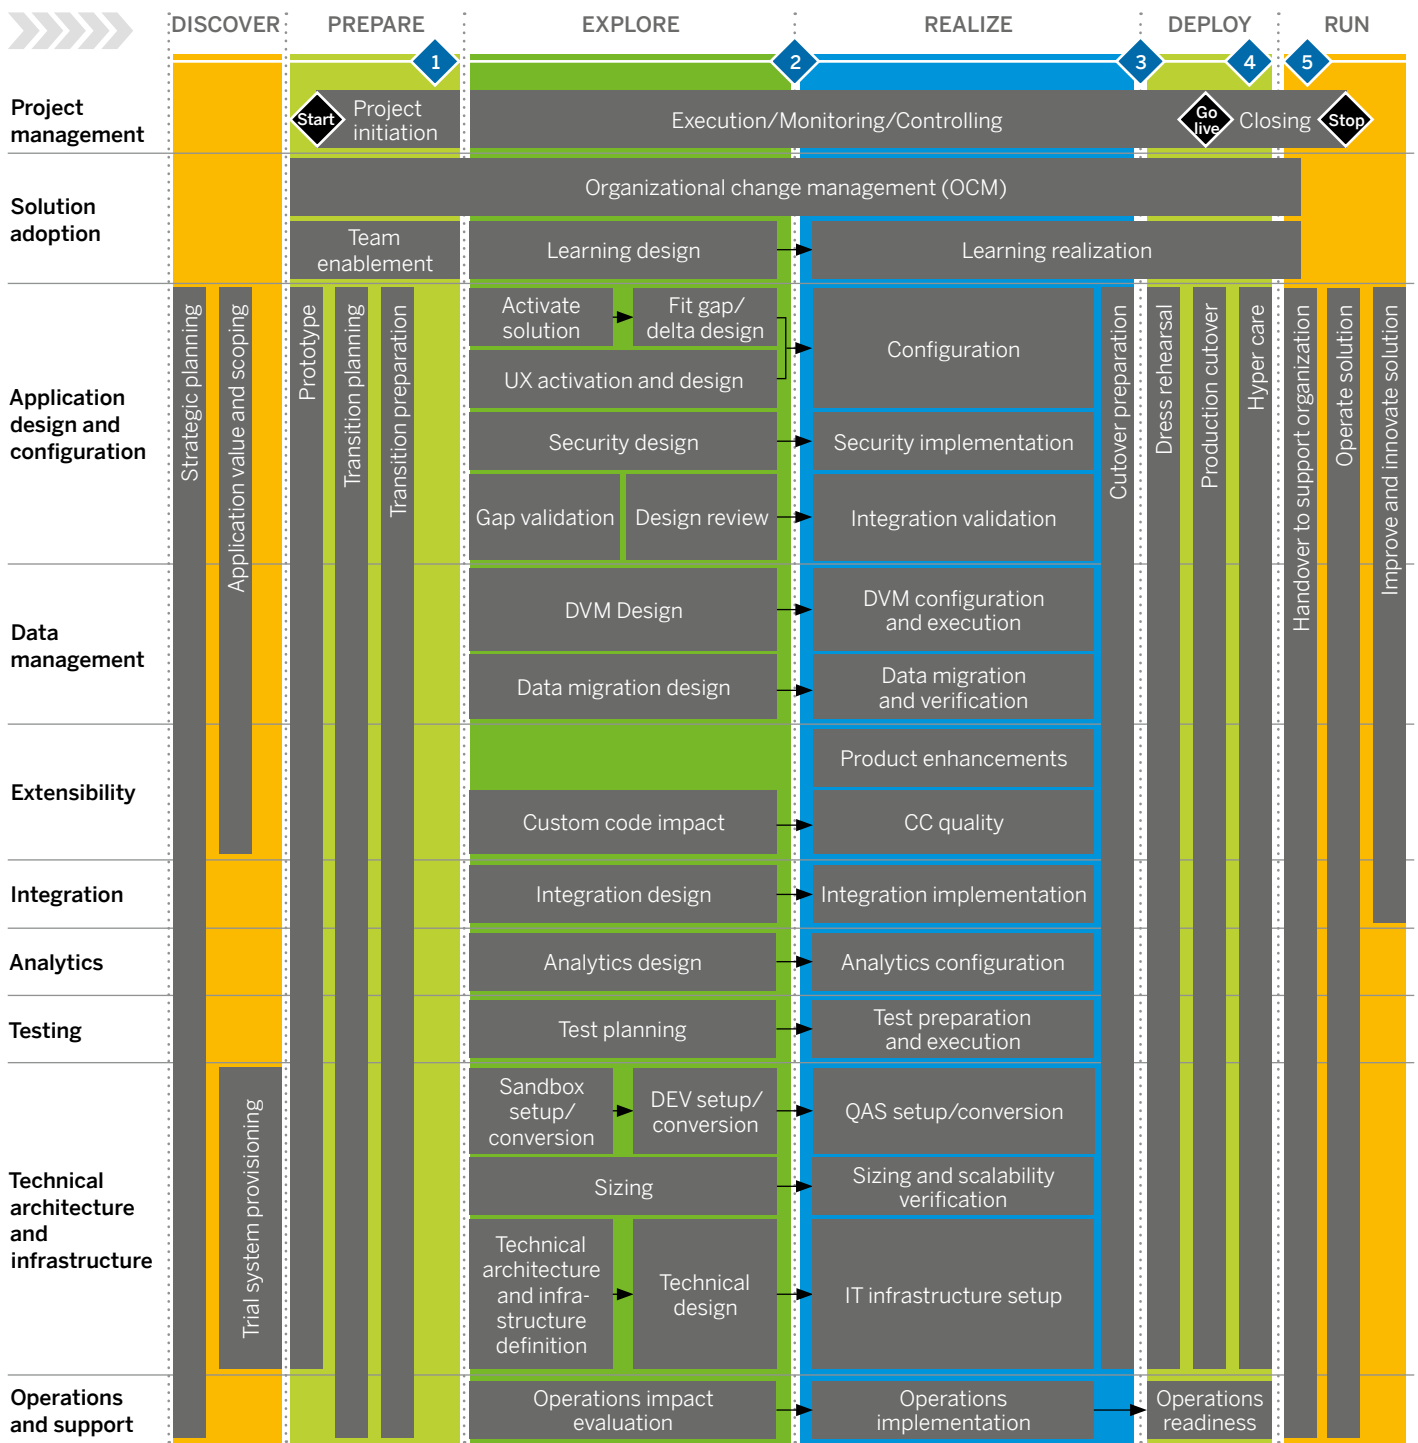 DISCOVER
PREPARE
EXPLORE
REALIZE
DEPLOY
RUN
1
2
3
4
5
Project
management
Start
Project
initiation
Execution/Monitoring/Controlling
Go
live
Closing
Stop
Solution
adoption
Organizational change management (OCM)
Team
enablement
Learning design
Learning realization
Application
design and
configuration
Strategic planning
Application value and scoping
Prototype
Transition planning
Transition preparation
Activate
solution
Fit gap/
delta design
UX activation and design
Configuration
Security design
Security implementation
Gap validation
Design review
Integration validation
Cutover preparation
Dress rehearsal
Production cutover
Hyper care
Handover to support organization
Operate solution
Improve and innovate solution
Data
management
DVM Design
DVM configuration
and execution
Data migration design
Data migration
and verification
Extensibility
Product enhancements
Custom code impact
CC quality
Integration
Integration design
Integration implementation
Analytics
Analytics design
Analytics configuration
Testing
Test planning
Test preparation
and execution
Technical
architecture
and
infrastructure
Trial system provisioning
Sandbox
setup/
conversion
DEV setup/
conversion
QAS setup/conversion
Sizing
Sizing and scalability
verification
Technical
architecture
and infra-
structure
definition
Technical
design
IT infrastructure setup
Operations
and support
Operations impact
evaluation
Operations
implementation
Operations
readiness